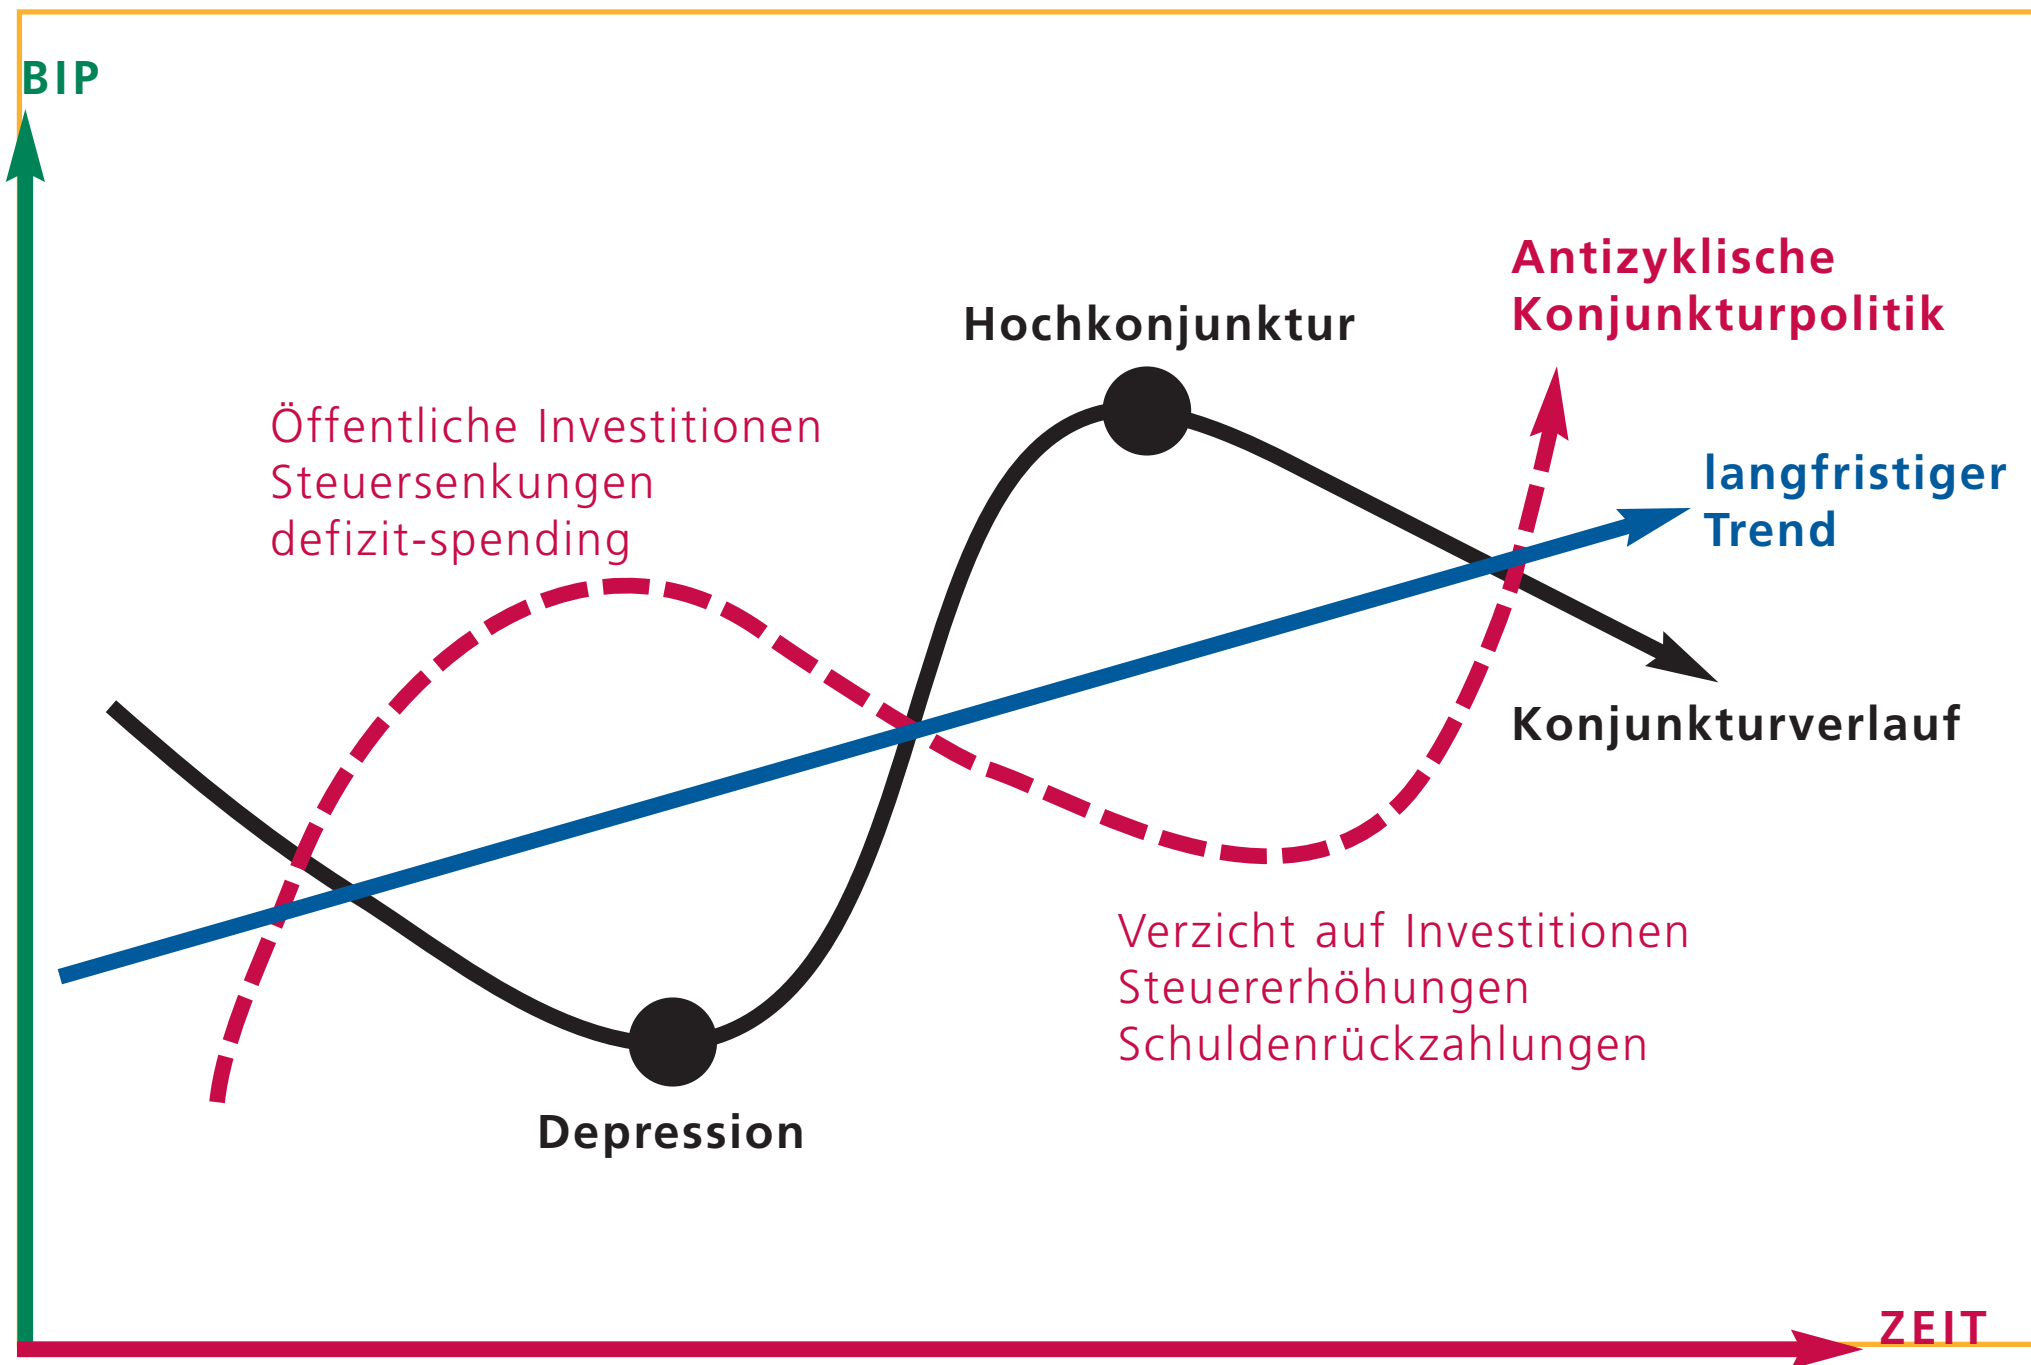 BIP
Antizyklische
Konjunkturpolitik
Hochkonjunktur
Öffentliche Investitionen
Steuersenkungen
defizit-spending
langfristiger
Trend
Konjunkturverlauf
Verzicht auf Investitionen
Steuererhöhungen
Schuldenrückzahlungen
Depression
ZEIT